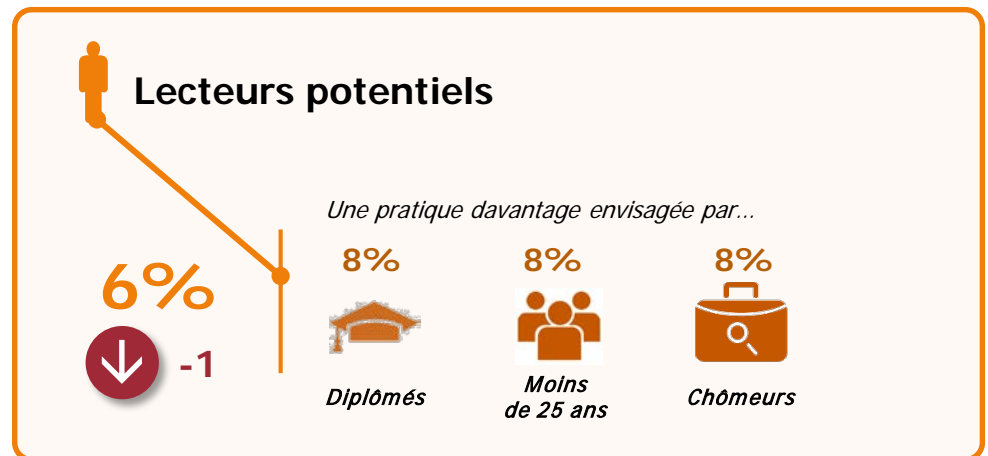 Lecteurs potentiels
Une pratique davantage envisagée par...
6%
-1
8%
Diplômés
8%
Moins
de 25 ans
8%
Chômeurs